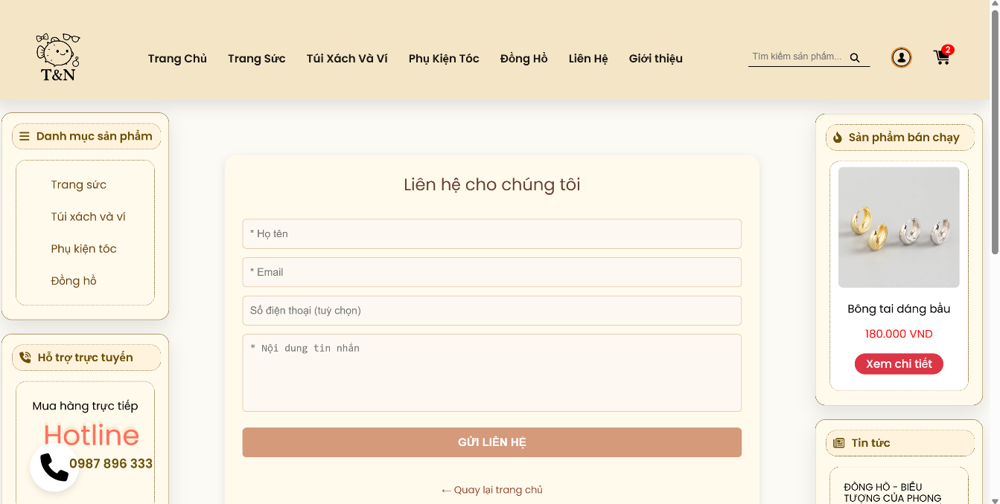 T&N
Trang Chủ
Trang Sức
Túi Xách Và Ví
Phụ Kiện Tóc
Đồng Hồ
Liên Hệ
Giới thiệu
Tìm kiếm sản phẩm...
2
Danh mục sản phẩm
Trang sức
Túi xách và ví
Phụ kiện tóc
Đồng hồ
Hỗ trợ trực tuyến
Mua hàng trực tiếp
Hotline
0987 896 333
Liên hệ cho chúng tôi
* Họ tên
* Email
Số điện thoại (tuỳ chọn)
* Nội dung tin nhắn
GỬI LIÊN HỆ
← Quay lại trang chủ
Sản phẩm bán chạy
Bông tai dáng bầu
180.000 VND
Xem chi tiết
Tin tức
ĐỒNG HỒ - BIỂU
TƯỢNG CỦA PHONG